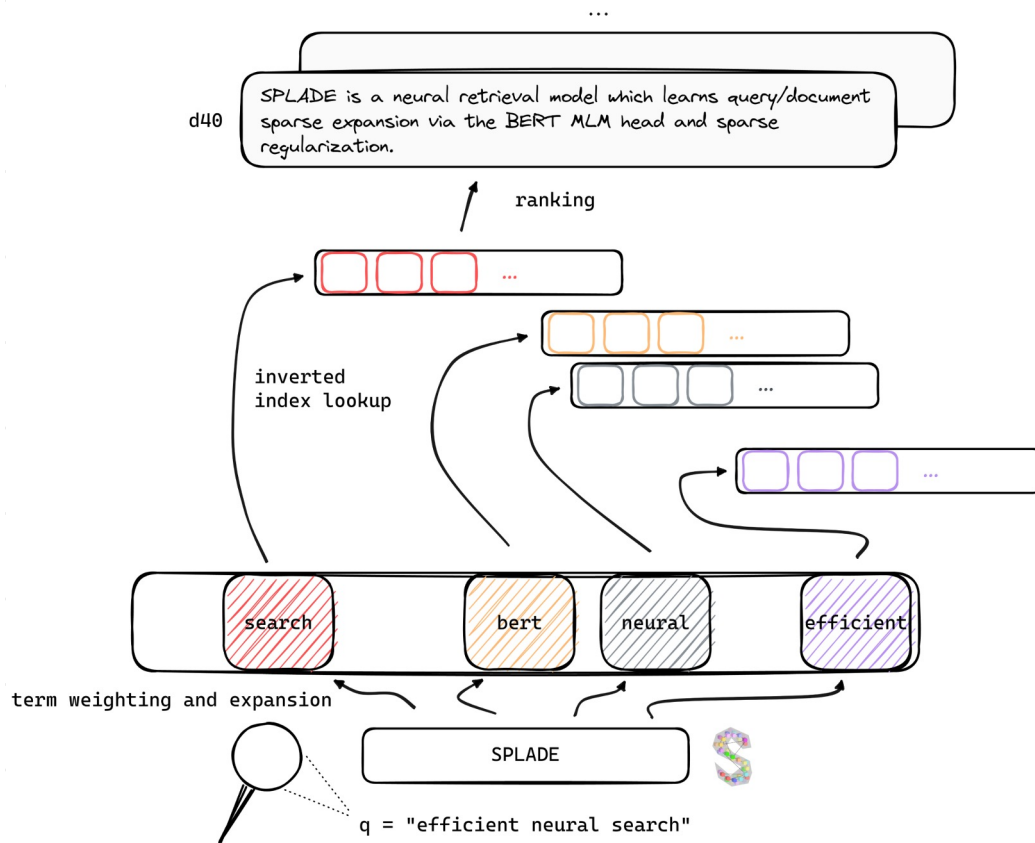 ...
SPLADE is a neural retrieval model which learns query/document
d40
sparse expansion via the BERT MLM head and sparse
regularization.
ranking
...
...
inverted
index lookup
...
...
search
bert
neural
efficient
term weighting and expansion
SPLADE
S
q = "efficient neural search"